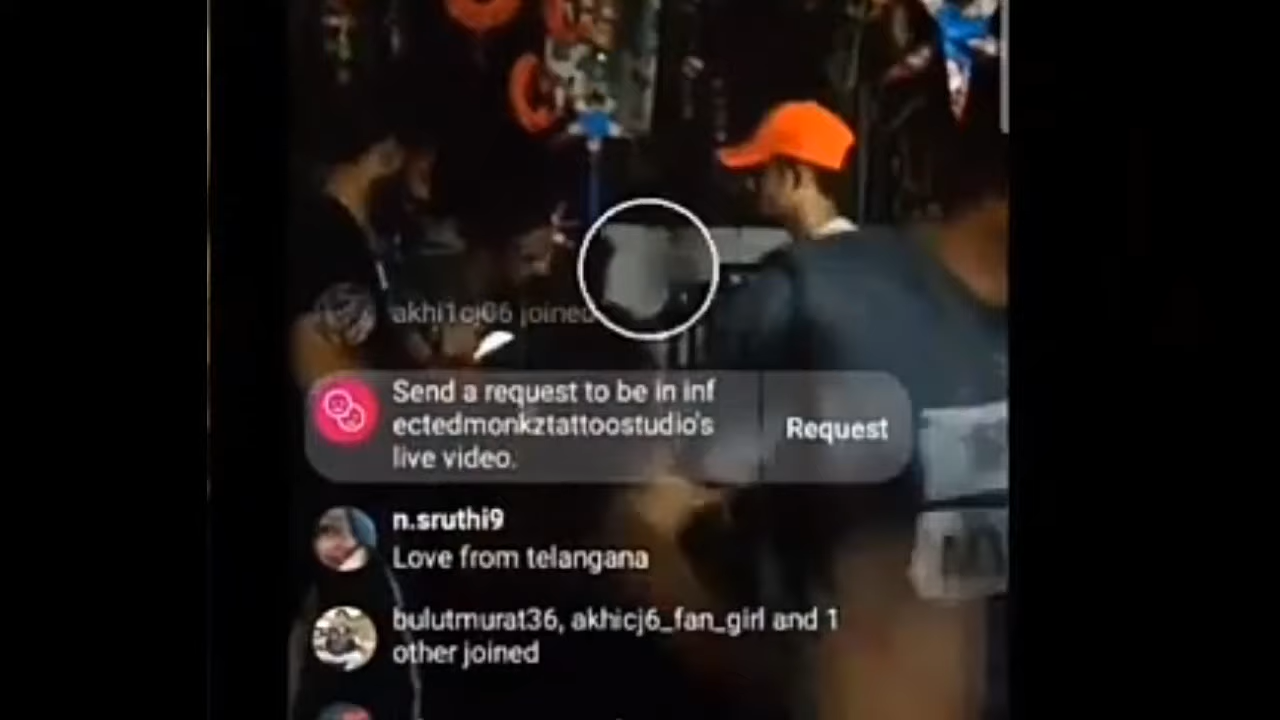 akhi1cj06 joined
Send a request to be in inf
ectedmonkztattoostudio's
live video.
Request
n.sruthi9
Love from telangana
bulutmurat36, akhicj6_fan_girl and 1
other joined